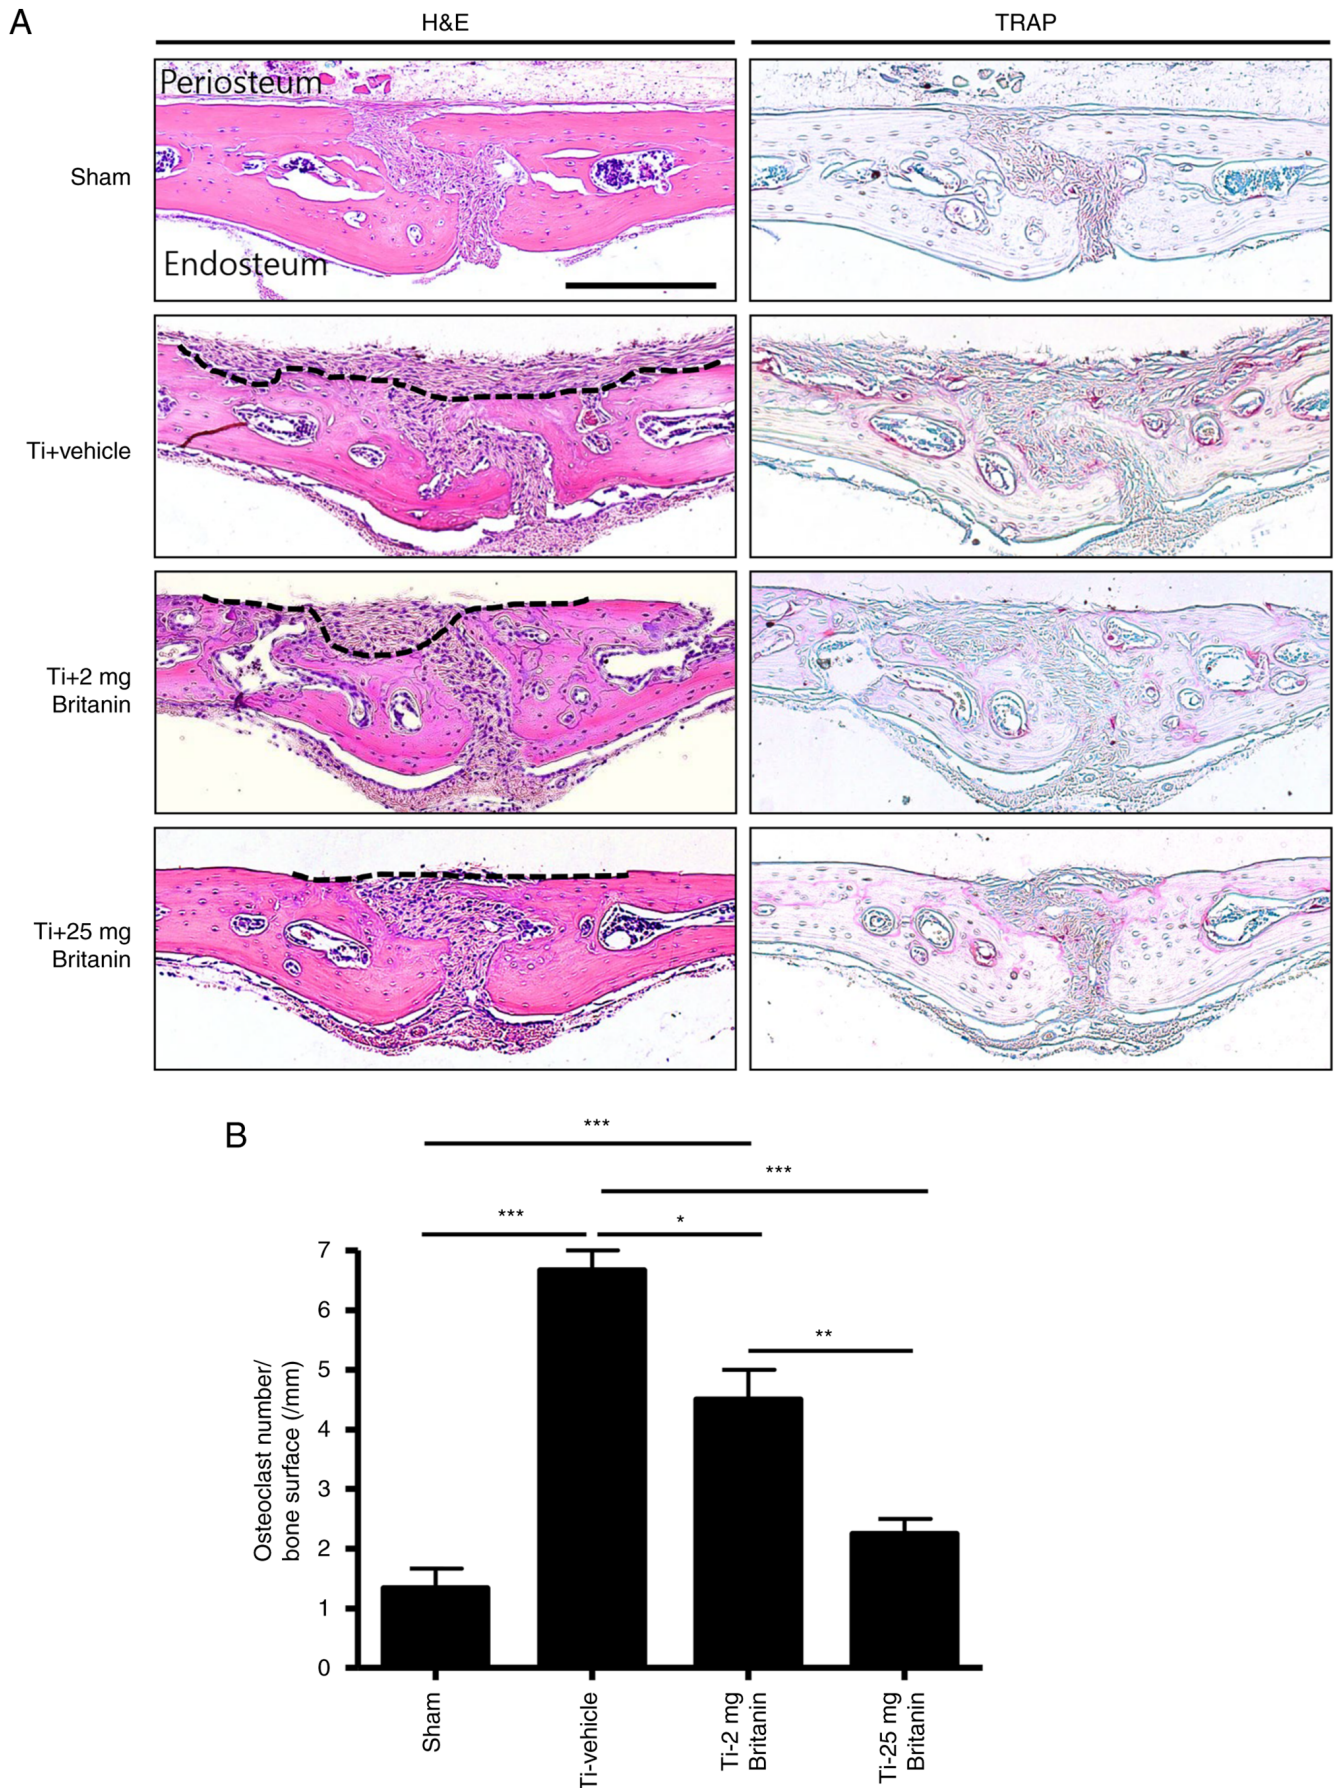 A
H&E
TRAP
Periosteum
Endosteum
Sham
Ti+vehicle
Ti+2 mg
Britanin
Ti+25 mg
Britanin
B
***
***
***
*
**
7
6
5
4
3
2
1
0
Osteoclast number/
bone surface (/mm)
Sham
Ti-vehicle
Ti-2 mg
Britanin
Ti-25 mg
Britanin